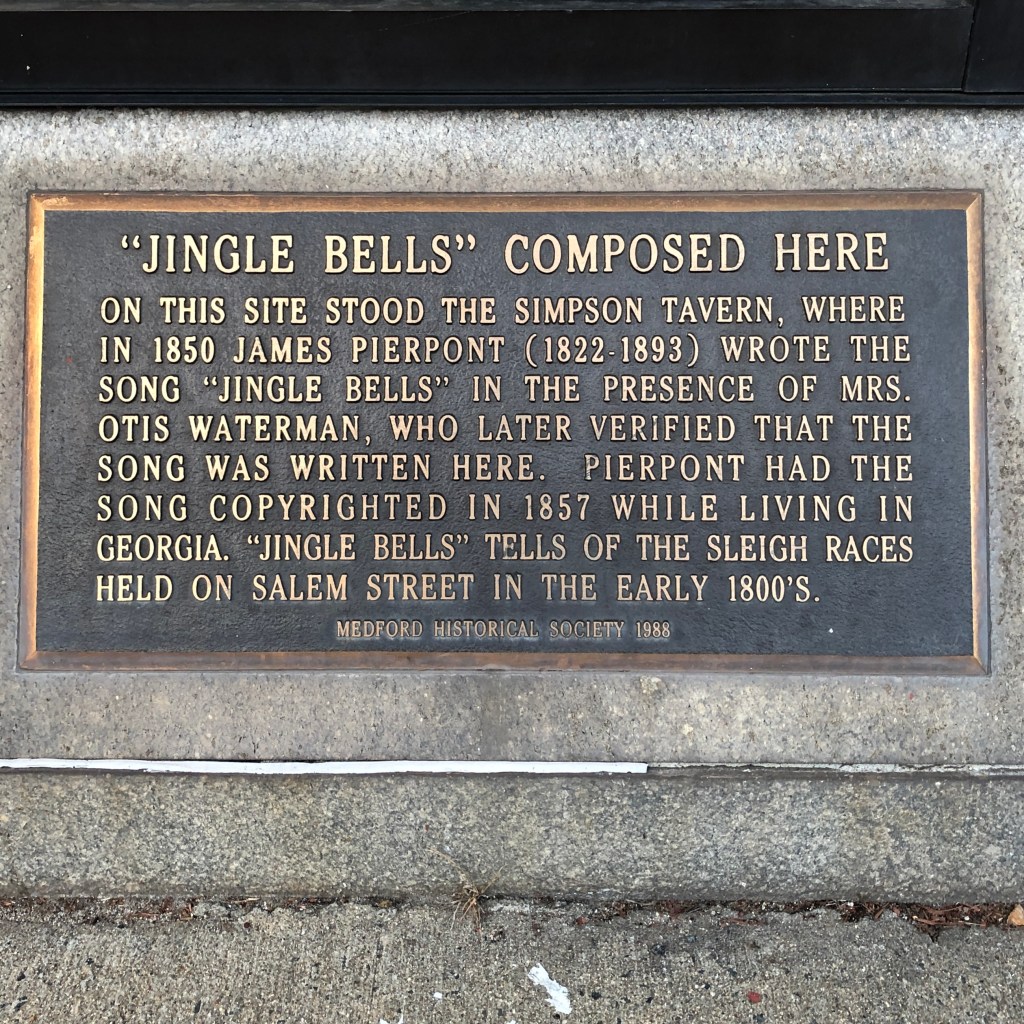 “JINGLE BELLS” COMPOSED HERE
ON THIS SITE STOOD THE SIMPSON TAVERN, WHERE
IN 1850 JAMES PIERPONT (1822-1893) WROTE THE
SONG “JINGLE BELLS” IN THE PRESENCE OF MRS.
OTIS WATERMAN, WHO LATER VERIFIED THAT THE
SONG WAS WRITTEN HERE. PIERPONT HAD THE
SONG COPYRIGHTED IN 1857 WHILE LIVING IN
GEORGIA. “JINGLE BELLS” TELLS OF THE SLEIGH RACES
HELD ON SALEM STREET IN THE EARLY 1800'S.
MEDFORD HISTORICAL SOCIETY 1988